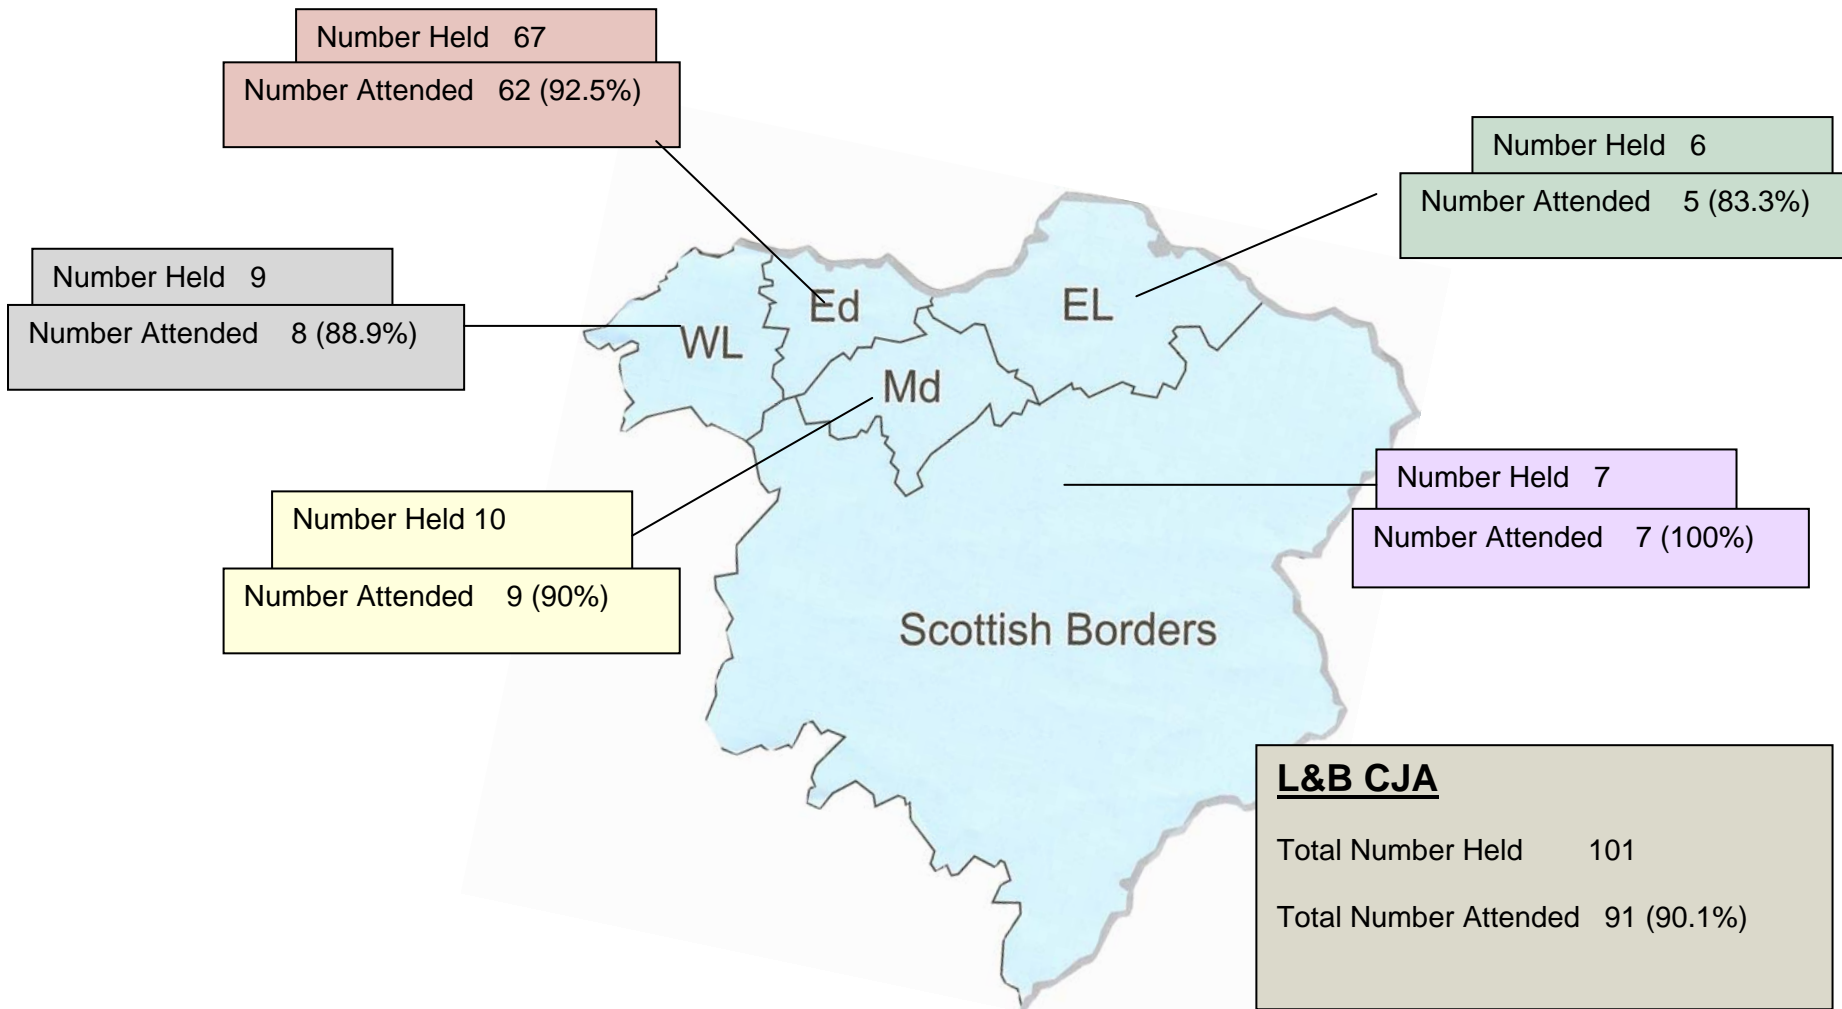 Number Held 67
Number Attended 62 (92.5%)
Number Held 6
Number Attended 5 (83.3%)
Number Held 9
Number Attended 8 (88.9%)
Ed
EL
WL
Md
Number Held 7
Number Attended 7 (100%)
Number Held 10
Number Attended 9 (90%)
Scottish Borders
L&B CJA
Total Number Held 101
Total Number Attended 91 (90.1%)